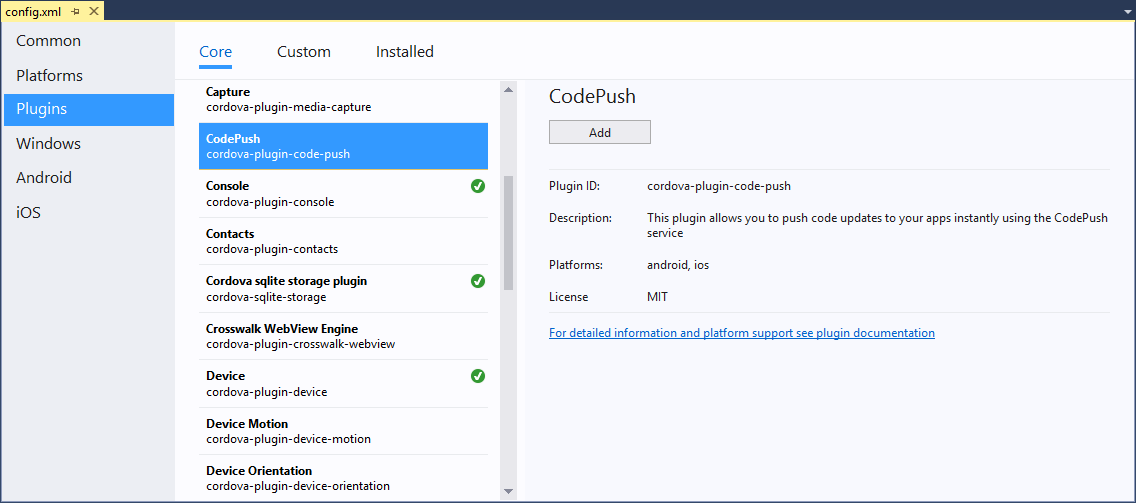 config.xml
Common
Platforms
Plugins
Windows
Android
iOS
Core Custom Installed
Capture
cordova-plugin-media-capture
CodePush
cordova-plugin-code-push
Console
cordova-plugin-console
Contacts
cordova-plugin-contacts
Cordova sqlite storage plugin
cordova-sqlite-storage
Crosswalk WebView Engine
cordova-plugin-crosswalk-webview
Device
cordova-plugin-device
Device Motion
cordova-plugin-device-motion
Device Orientation
cordova-plugin-device-orientation
CodePush
Add
Plugin ID: cordova-plugin-code-push
Description: This plugin allows you to push code updates to your apps instantly using the CodePush
service
Platforms: android, ios
License MIT
For detailed information and platform support see plugin documentation